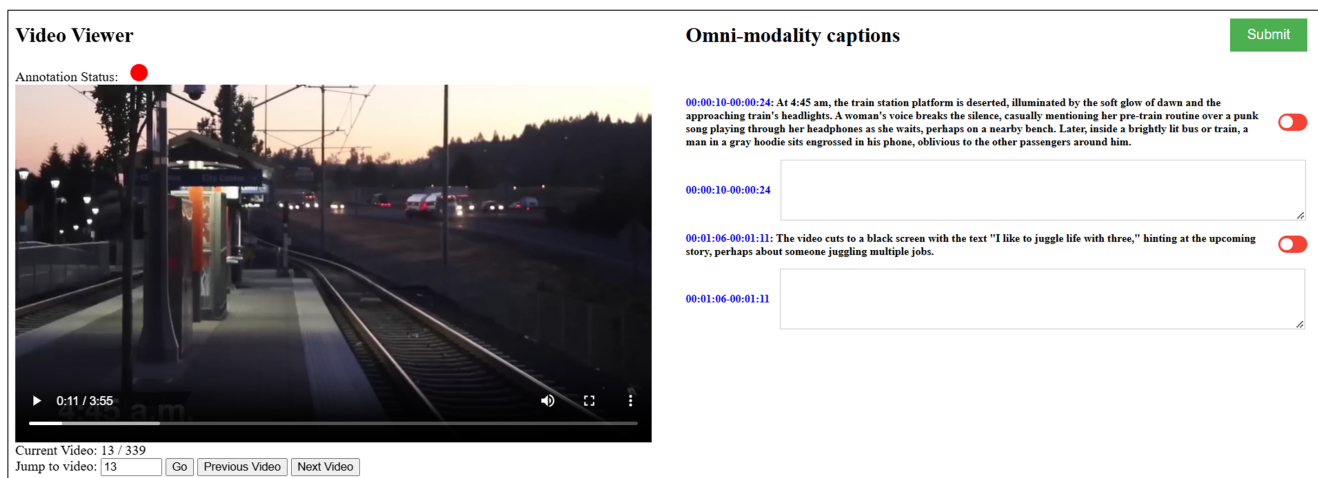 Video Viewer
Annotation Status:
City Center
4:45 a.m.
0:11 / 3:55
Current Video: 13 / 339
Jump to video: 13 Go Previous Video Next Video
Omni-modality captions
Submit
00:00:10-00:00:24: At 4:45 am, the train station platform is deserted, illuminated by the soft glow of dawn and the
approaching train's headlights. A woman's voice breaks the silence, casually mentioning her pre-train routine over a punk
song playing through her headphones as she waits, perhaps on a nearby bench. Later, inside a brightly lit bus or train, a
man in a gray hoodie sits engrossed in his phone, oblivious to the other passengers around him.
00:00:10-00:00:24
00:01:06-00:01:11: The video cuts to a black screen with the text "I like to juggle life with three," hinting at the upcoming
story, perhaps about someone juggling multiple jobs.
00:01:06-00:01:11